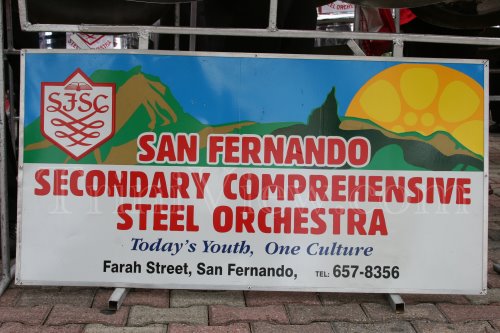 SFSC
SAN FERNANDO
SECONDARY COMPREHENSIVE
STEEL ORCHESTRA
Today's Youth, One Culture
Farah Street, San Fernando, TEL: 657-8356